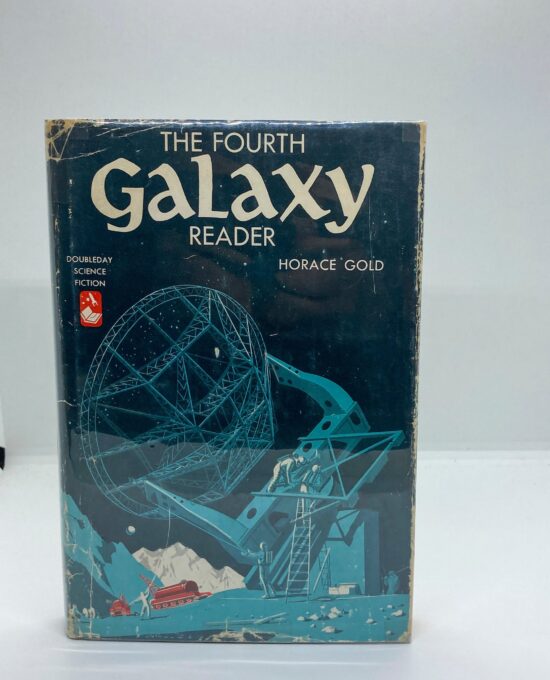 THE FOURTH
GaLaxy
READER
HORACE GOLD
DOUBLEDAY
SCIENCE
FICTION